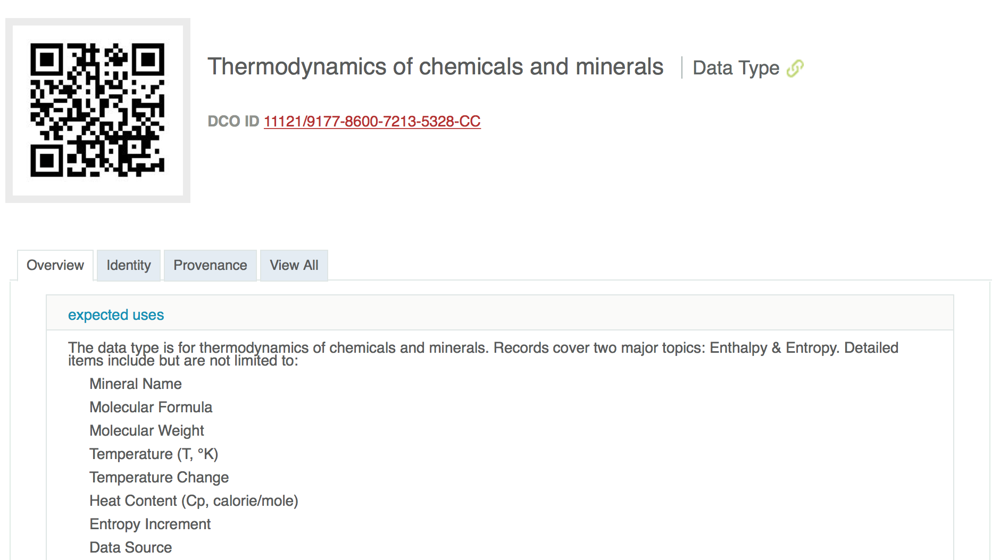 Thermodynamics of chemicals and minerals Data Type
DCO ID 11121/9177-8600-7213-5328-CC
Overview Identity Provenance View All
expected uses
The data type is for thermodynamics of chemicals and minerals. Records cover two major topics: Enthalpy & Entropy. Detailed
items include but are not limited to:
Mineral Name
Molecular Formula
Molecular Weight
Temperature (T, °K)
Temperature Change
Heat Content (Cp, calorie/mole)
Entropy Increment
Data Source